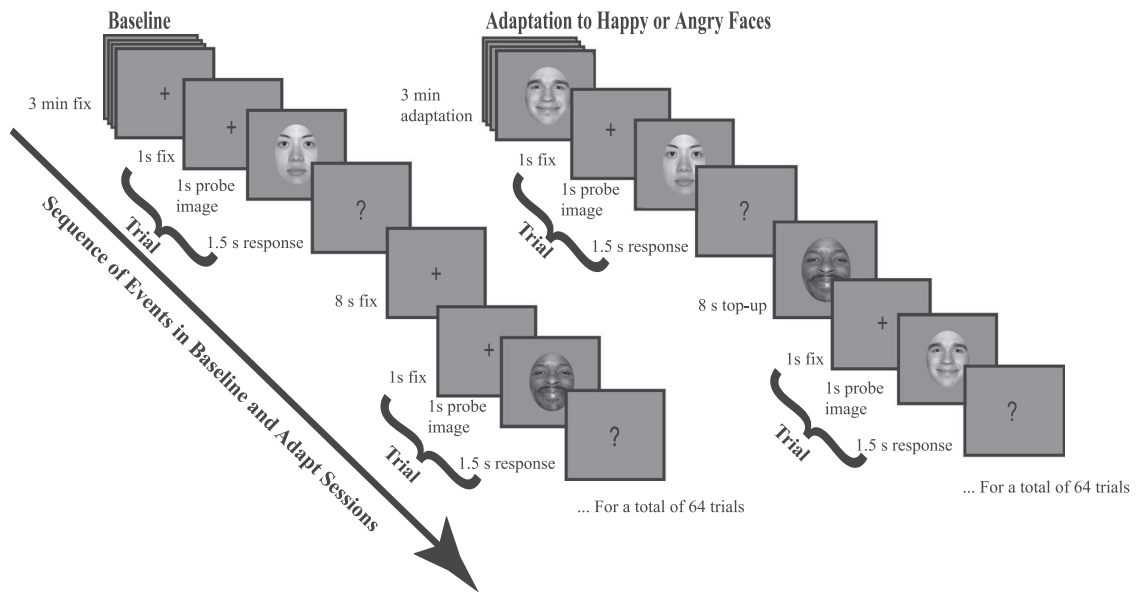 Baseline
3 min fix
1s fix
1s probe
image
1.5 s response
Trial
?
8 s fix
1s fix
1s probe
image
1.5 s response
Trial
?
... For a total of 64 trials
Adaptation to Happy or Angry Faces
3 min
adaptation
1s fix
1s probe
image
1.5 s response
Trial
?
8 s top-up
1s fix
1s probe
image
1.5 s response
Trial
?
... For a total of 64 trials
Sequence of Events in Baseline and Adapt Sessions